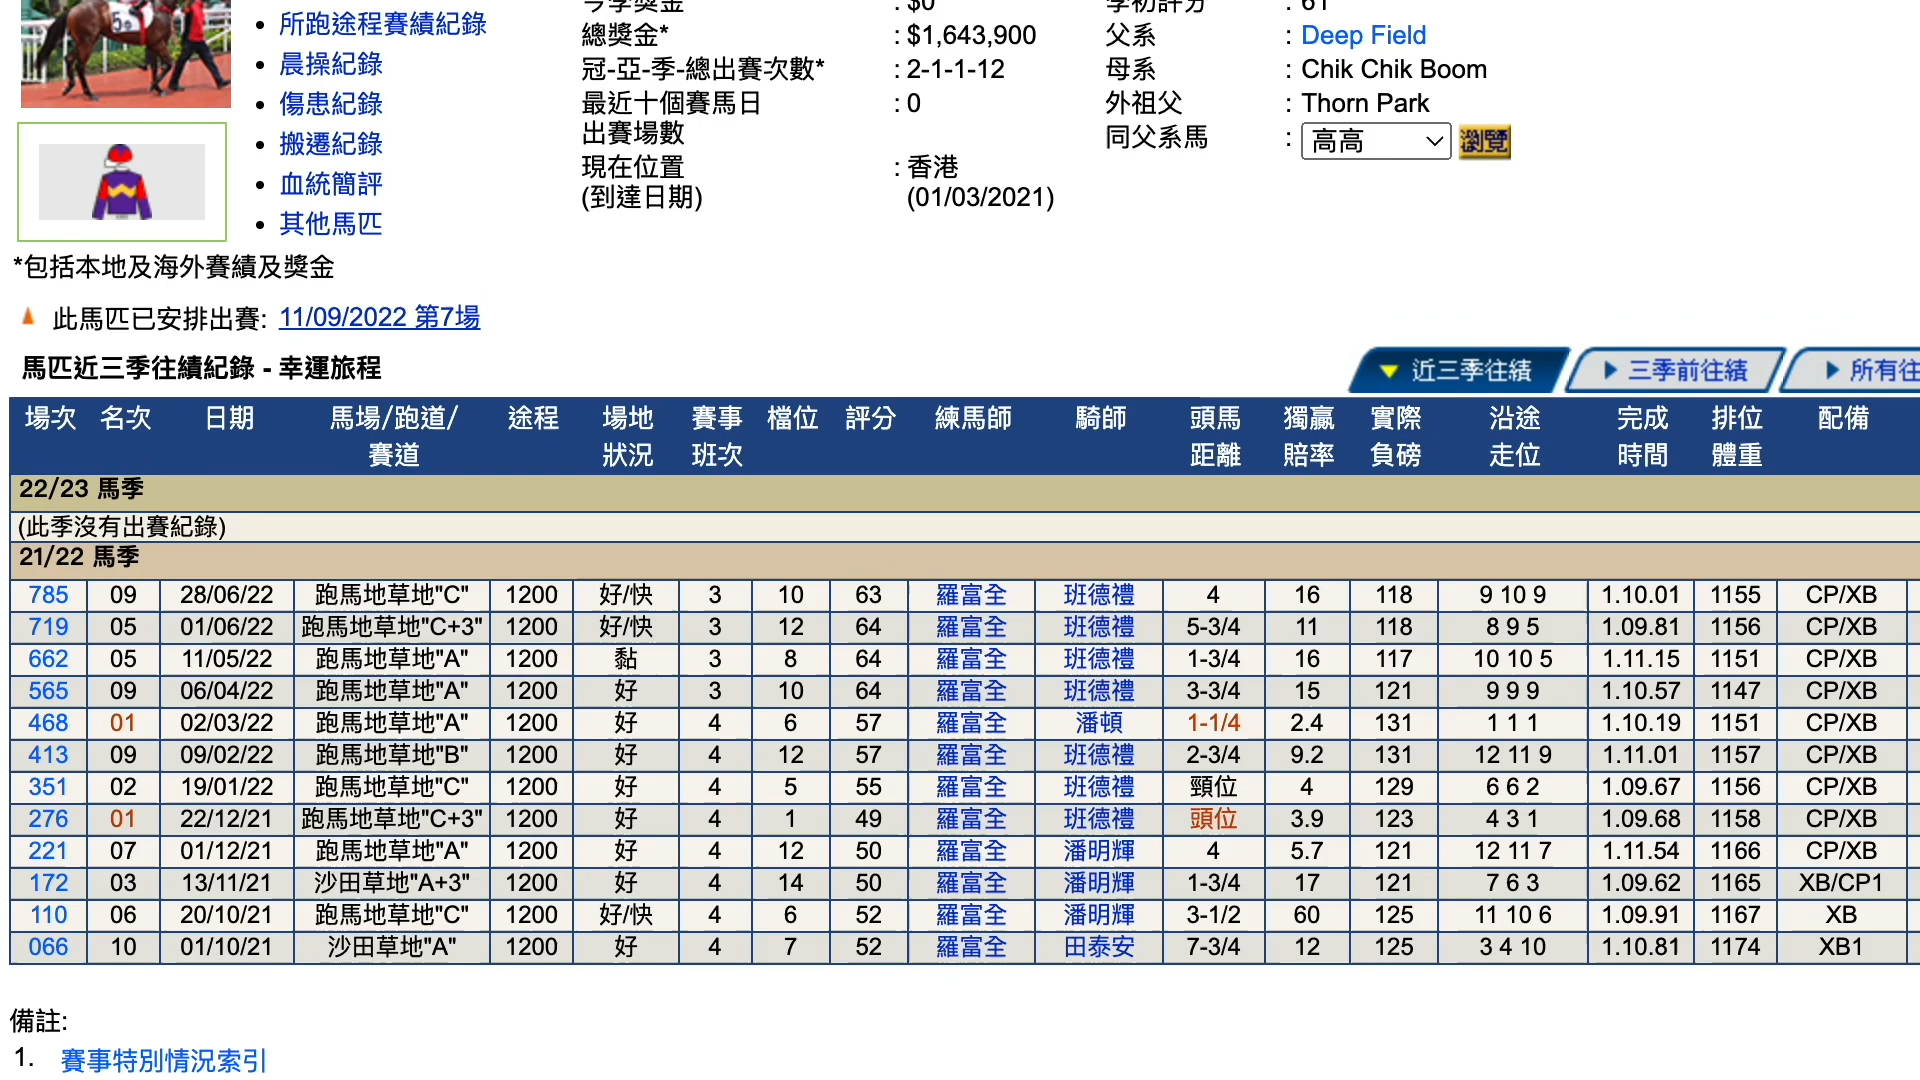 5
所跑途程賽績紀錄
晨操紀錄
傷患紀錄
搬遷紀錄
血統簡評
其他馬匹
今季獎金 : $0
總獎金* : $1,643,900
冠-亞-季-總出賽次數* : 2-1-1-12
最近十個賽馬日 : 0
出賽場數
現在位置 : 香港
(到達日期) (01/03/2021)
季初評分 : 61
父系 : Deep Field
母系 : Chik Chik Boom
外祖父 : Thorn Park
同父系馬 : 高高 瀏覽
*包括本地及海外賽績及獎金
此馬匹已安排出賽: 11/09/2022 第7場
馬匹近三季往績紀錄 - 幸運旅程
近三季往績 三季前往績 所有往
場次 名次 日期 馬場/跑道/ 途程 場地 賽事 檔位 評分 練馬師 騎師 頭馬 獨贏 實際 沿途 完成 排位 配備
賽道 狀況 班次 距離 賠率 負磅 走位 時間 體重
22/23 馬季
(此季沒有出賽紀錄)
21/22 馬季
785 09 28/06/22 跑馬地草地"C" 1200 好/快 3 10 63 羅富全 班德禮 4 16 118 9 10 9 1.10.01 1155 CP/XB
719 05 01/06/22 跑馬地草地"C+3" 1200 好/快 3 12 64 羅富全 班德禮 5-3/4 11 118 8 9 5 1.09.81 1156 CP/XB
662 05 11/05/22 跑馬地草地"A" 1200 黏 3 8 64 羅富全 班德禮 1-3/4 16 117 10 10 5 1.11.15 1151 CP/XB
565 09 06/04/22 跑馬地草地"A" 1200 好 3 10 64 羅富全 班德禮 3-3/4 15 121 9 9 9 1.10.57 1147 CP/XB
468 01 02/03/22 跑馬地草地"A" 1200 好 4 6 57 羅富全 潘頓 1-1/4 2.4 131 1 1 1 1.10.19 1151 CP/XB
413 09 09/02/22 跑馬地草地"B" 1200 好 4 12 57 羅富全 班德禮 2-3/4 9.2 131 12 11 9 1.11.01 1157 CP/XB
351 02 19/01/22 跑馬地草地"C" 1200 好 4 5 55 羅富全 班德禮 頸位 4 129 6 6 2 1.09.67 1156 CP/XB
276 01 22/12/21 跑馬地草地"C+3" 1200 好 4 1 49 羅富全 班德禮 頭位 3.9 123 4 3 1 1.09.68 1158 CP/XB
221 07 01/12/21 跑馬地草地"A" 1200 好 4 12 50 羅富全 潘明輝 4 5.7 121 12 11 7 1.11.54 1166 CP/XB
172 03 13/11/21 沙田草地"A+3" 1200 好 4 14 50 羅富全 潘明輝 1-3/4 17 121 7 6 3 1.09.62 1165 XB/CP1
110 06 20/10/21 跑馬地草地"C" 1200 好/快 4 6 52 羅富全 潘明輝 3-1/2 60 125 11 10 6 1.09.91 1167 XB
066 10 01/10/21 沙田草地"A" 1200 好 4 7 52 羅富全 田泰安 7-3/4 12 125 3 4 10 1.10.81 1174 XB1
備註:
1. 賽事特別情況索引